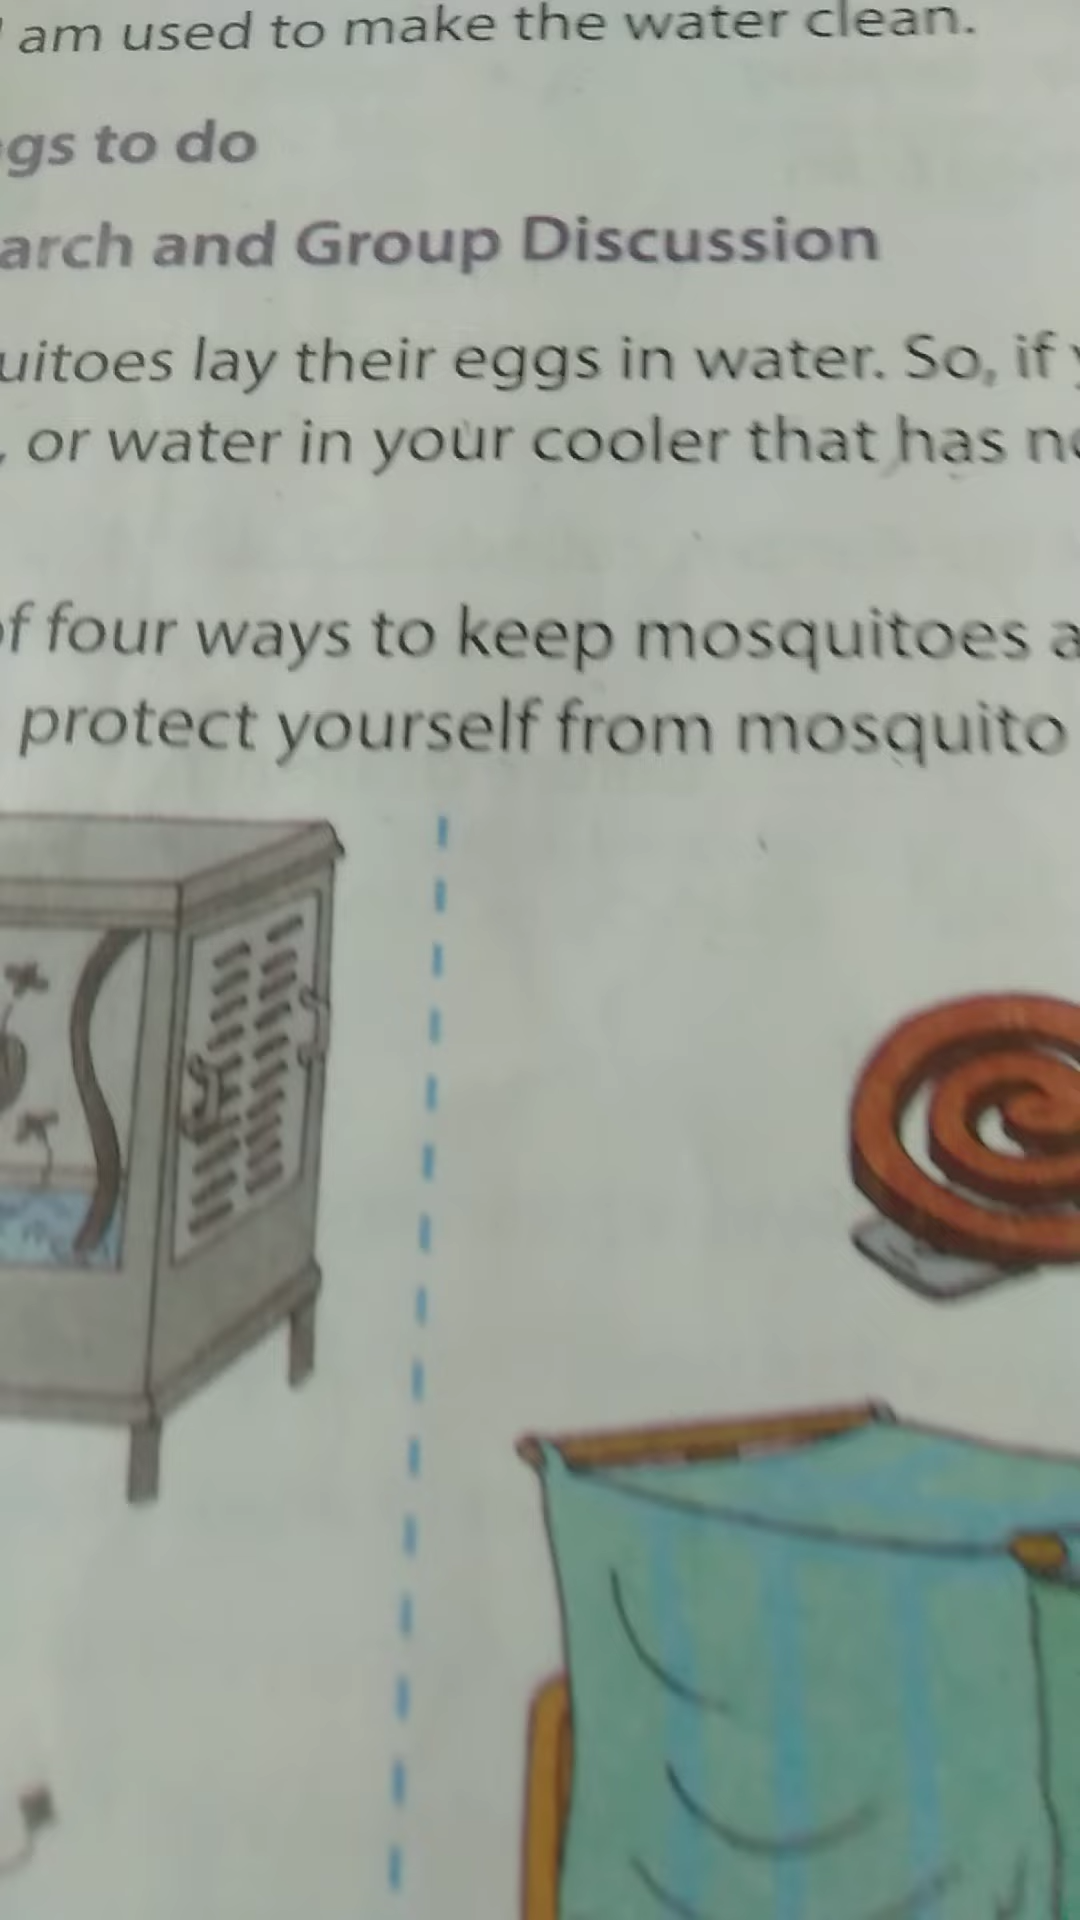 am used to make the water clean.
gs to do
arch and Group Discussion
uitoes lay their eggs in water. So, if y
, or water in your cooler that has no
of four ways to keep mosquitoes a
protect yourself from mosquito